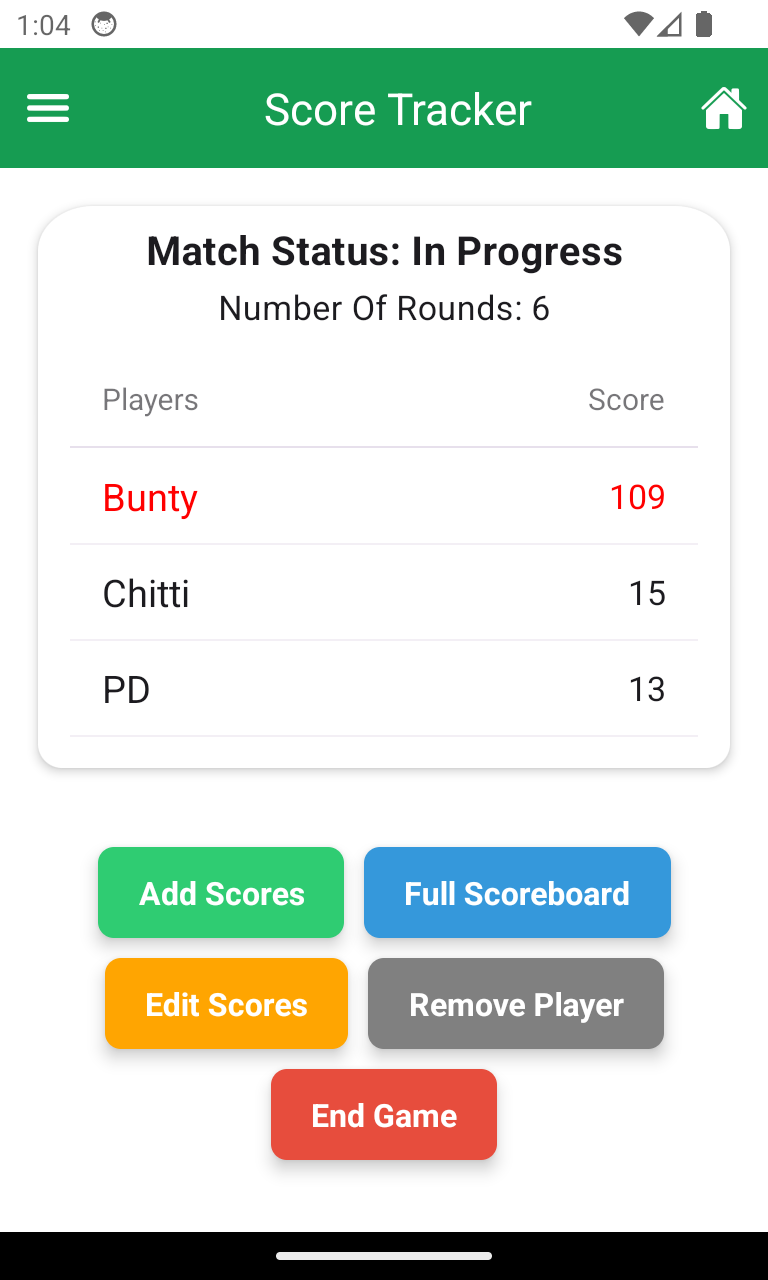 1:04
Score Tracker
Match Status: In Progress
Number Of Rounds: 6
Players Score
Bunty 109
Chitti 15
PD 13
Add Scores Full Scoreboard
Edit Scores Remove Player
End Game